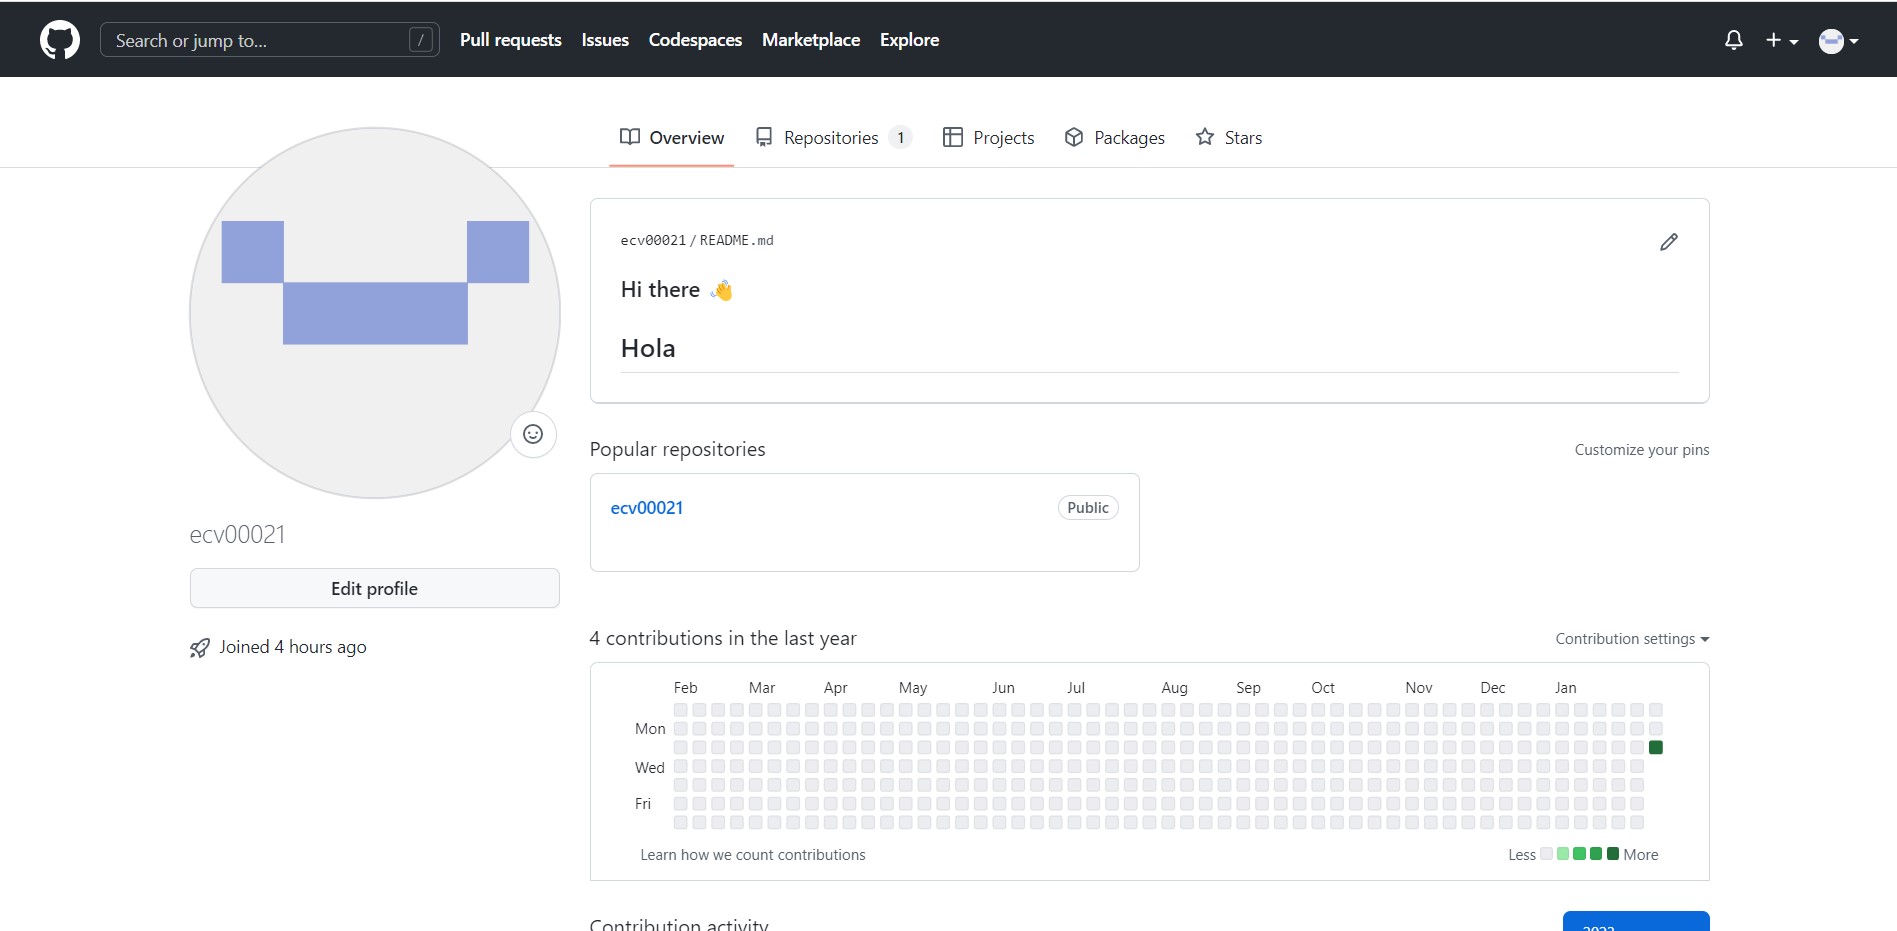 Search or jump to... /
Pull requests
Issues
Codespaces
Marketplace
Explore
Overview
Repositories 1
Projects
Packages
Stars
ecv00021/README.md
Hi there 👋
Hola
ecv00021
Edit profile
Joined 4 hours ago
Popular repositories
Customize your pins
ecv00021
Public
4 contributions in the last year
Contribution settings
Feb Mar Apr May Jun Jul Aug Sep Oct Nov Dec Jan
Mon
Wed
Fri
Learn how we count contributions
Less More
Contribution activity